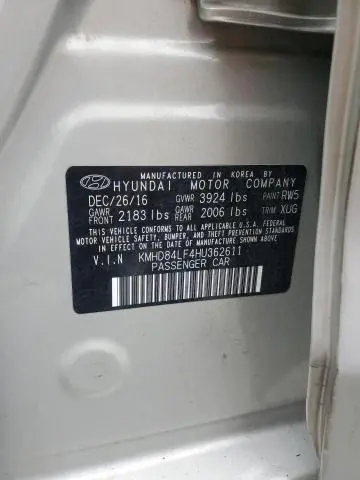 MANUFACTURED IN KOREA BY
HYUNDAI MOTOR COMPANY
DEC/26/16 GVWR 3924 lbs PAINT RW5
GAWR FRONT 2183 lbs GAWR REAR 2006 lbs TRIM XUG
THIS VEHICLE CONFORMS TO ALL APPLICABLE U.S.A. FEDERAL
MOTOR VEHICLE SAFETY, BUMPER, AND THEFT PREVENTION
STANDARDS IN EFFECT ON THE DATE OF MANUFACTURE SHOWN ABOVE.
V.I.N KMHD84LF4HU362611
PASSENGER CAR